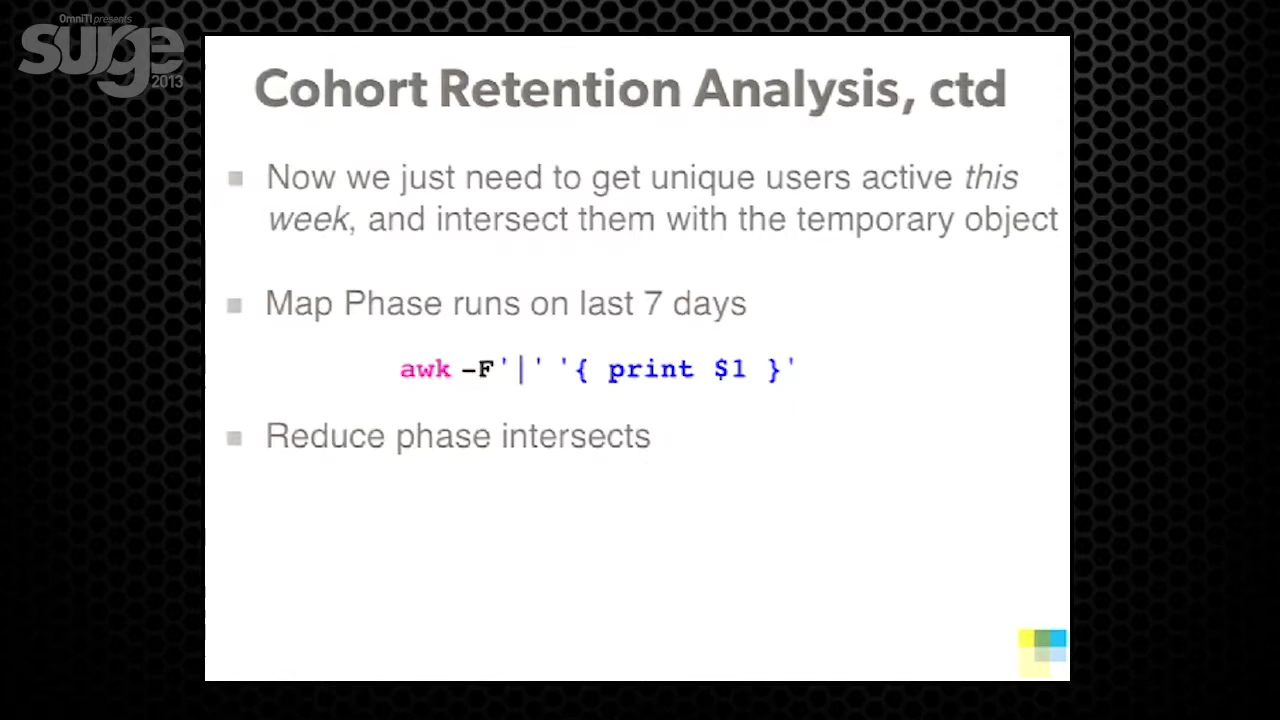 OmniTI presents
surge
2013
Cohort Retention Analysis, ctd
Now we just need to get unique users active this
week, and intersect them with the temporary object
Map Phase runs on last 7 days
awk -F'|' '{ print $1 }'
Reduce phase intersects